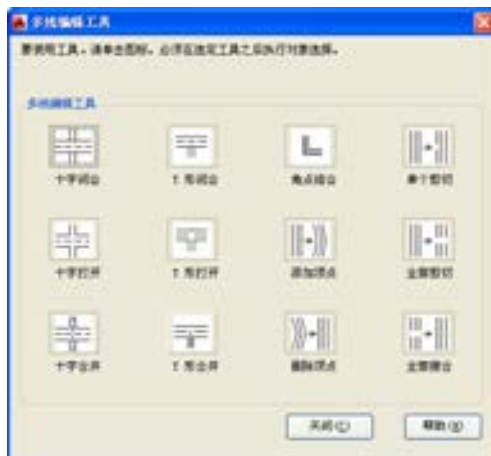 多线编辑工具
要使用工具，请单击图标。必须在选定工具之后执行对象选择。
多线编辑工具
十字闭合 T 形闭合 角点结合 单个剪切
十字打开 T 形打开 添加顶点 全部剪切
十字合并 T 形合并 删除顶点 全部接合
关闭(C) 帮助(H)